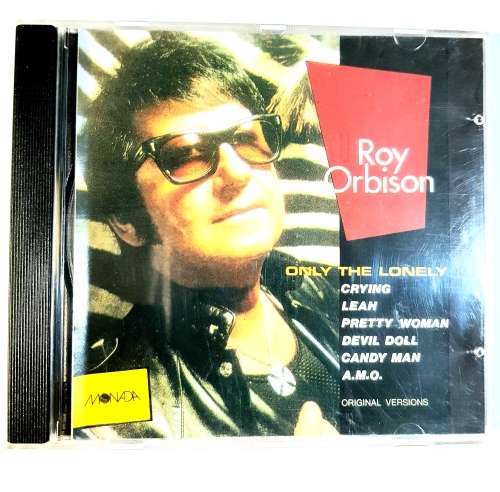 Roy
Orbison
ONLY THE LONELY
CRYING
LEAH
PRETTY WOMAN
DEVIL DOLL
CANDY MAN
A.M.O.
ORIGINAL VERSIONS
MONADA